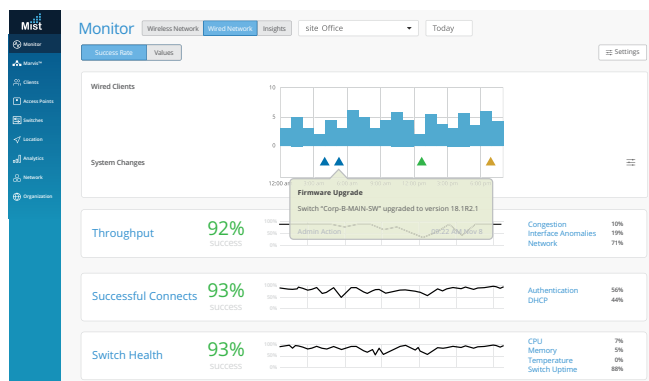 Mist
Monitor
Wireless Network
Wired Network
Insights
site Office
Today
Success Rate
Values
Settings
Monitor
Marvis™
Clients
Access Points
Switches
Location
Analytics
Network
Organization
Wired Clients
10
5
0
System Changes
12:00 am
Firmware Upgrade
Switch "Corp-B-MAIN-SW" upgraded to version 18.1R2.1
Admin Action
09:22 AM, Nov 8
Throughput
92%
success
100%
50%
0%
Congestion 10%
Interface Anomalies 19%
Network 71%
Successful Connects
93%
success
100%
50%
0%
Authentication 56%
DHCP 44%
Switch Health
93%
success
100%
50%
0%
CPU 7%
Memory 5%
Temperature 0%
Switch Uptime 88%